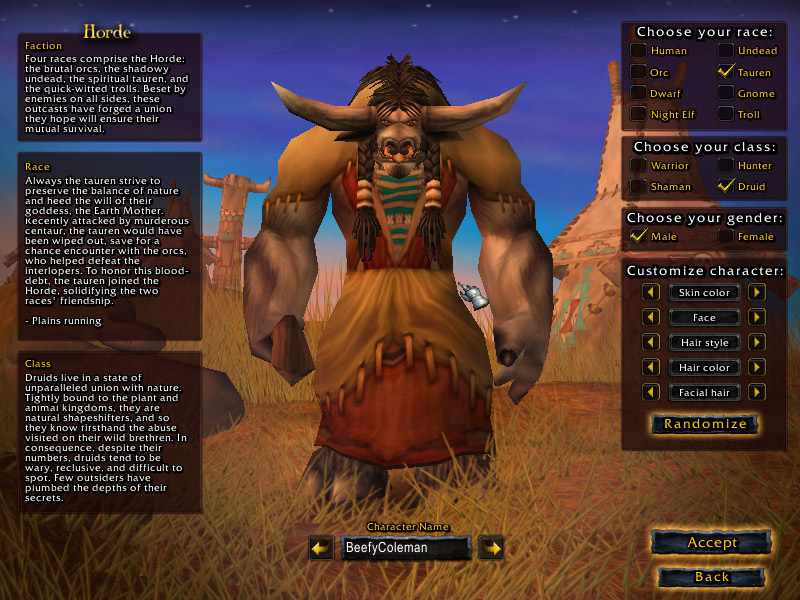 Horde
Faction
Four races comprise the Horde:
the brutal orcs, the shadowy
undead, the spiritual tauren, and
the quick-witted trolls. Beset by
enemies on all sides, these
outcasts have forged a union
they hope will ensure their
mutual survival.
Race
Always the tauren strive to
preserve the balance of nature
and heed the will of their
goddess, the Earth Mother.
Recently attacked by murderous
centaur, the tauren would have
been wiped out, save for a
chance encounter with the orcs,
who helped defeat the
interlopers. To honor this blood-
debt, the tauren joined the
Horde, solidifying the two
races' friendship.
- Plains running
Class
Druids live in a state of
unparalleled union with nature.
Tightly bound to the plant and
animal kingdoms, they are
natural shapeshifters, and so
they know firsthand the abuse
visited on their wild brethren. In
consequence, despite their
numbers, druids tend to be
wary, reclusive, and difficult to
spot. Few outsiders have
plumbed the depths of their
secrets.
Character Name
BeefyColeman
Choose your race:
Human Undead
Orc Tauren
Dwarf Gnome
Night Elf Troll
Choose your class:
Warrior Hunter
Shaman Druid
Choose your gender:
Male Female
Customize character:
Skin color
Face
Hair style
Hair color
Facial hair
Randomize
Accept
Back